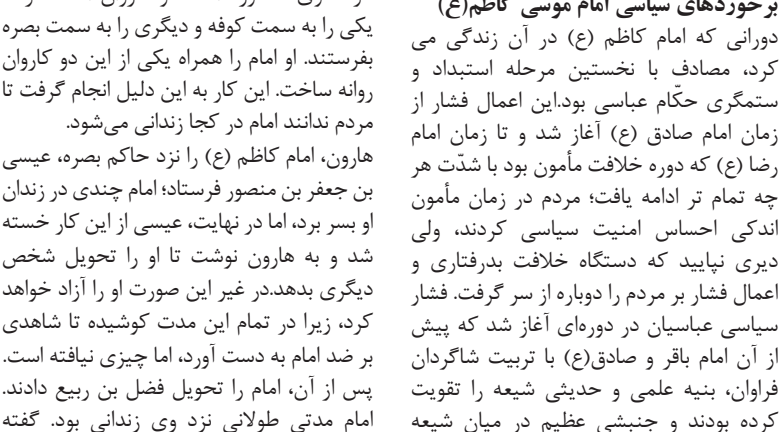 برخوردهای سیاسی امام موسی کاظم(ع)
دورانی که امام کاظم (ع) در آن زندگی می
کرد، مصادف با نخستین مرحله استبداد و
ستمگری حکّام عباسی بود.این اعمال فشار از
زمان امام صادق (ع) آغاز شد و تا زمان امام
رضا (ع) که دوره خلافت مأمون بود با شدّت هر
چه تمام تر ادامه یافت؛ مردم در زمان مأمون
اندکی احساس امنیت سیاسی کردند، ولی
دیری نپایید که دستگاه خلافت بدرفتاری و
اعمال فشار بر مردم را دوباره از سر گرفت. فشار
سیاسی عباسیان در دوره‌ای آغاز شد که پیش
از آن امام باقر و صادق(ع) با تربیت شاگردان
فراوان، بنیه علمی و حدیثی شیعه را تقویت
کرده بودند و جنبشی عظیم در میان شیعه
یکی را به سمت کوفه و دیگری را به سمت بصره
بفرستند. او امام را همراه یکی از این دو کاروان
روانه ساخت. این کار به این دلیل انجام گرفت تا
مردم ندانند امام در کجا زندانی می‌شود.
هارون، امام کاظم (ع) را نزد حاکم بصره، عیسی
بن جعفر بن منصور فرستاد؛ امام چندی در زندان
او بسر برد، اما در نهایت، عیسی از این کار خسته
شد و به هارون نوشت تا او را تحویل شخص
دیگری بدهد.در غیر این صورت او را آزاد خواهد
کرد، زیرا در تمام این مدت کوشیده تا شاهدی
بر ضد امام به دست آورد، اما چیزی نیافته است.
پس از آن، امام را تحویل فضل بن ربیع دادند.
امام مدتی طولانی نزد وی زندانی بود. گفته